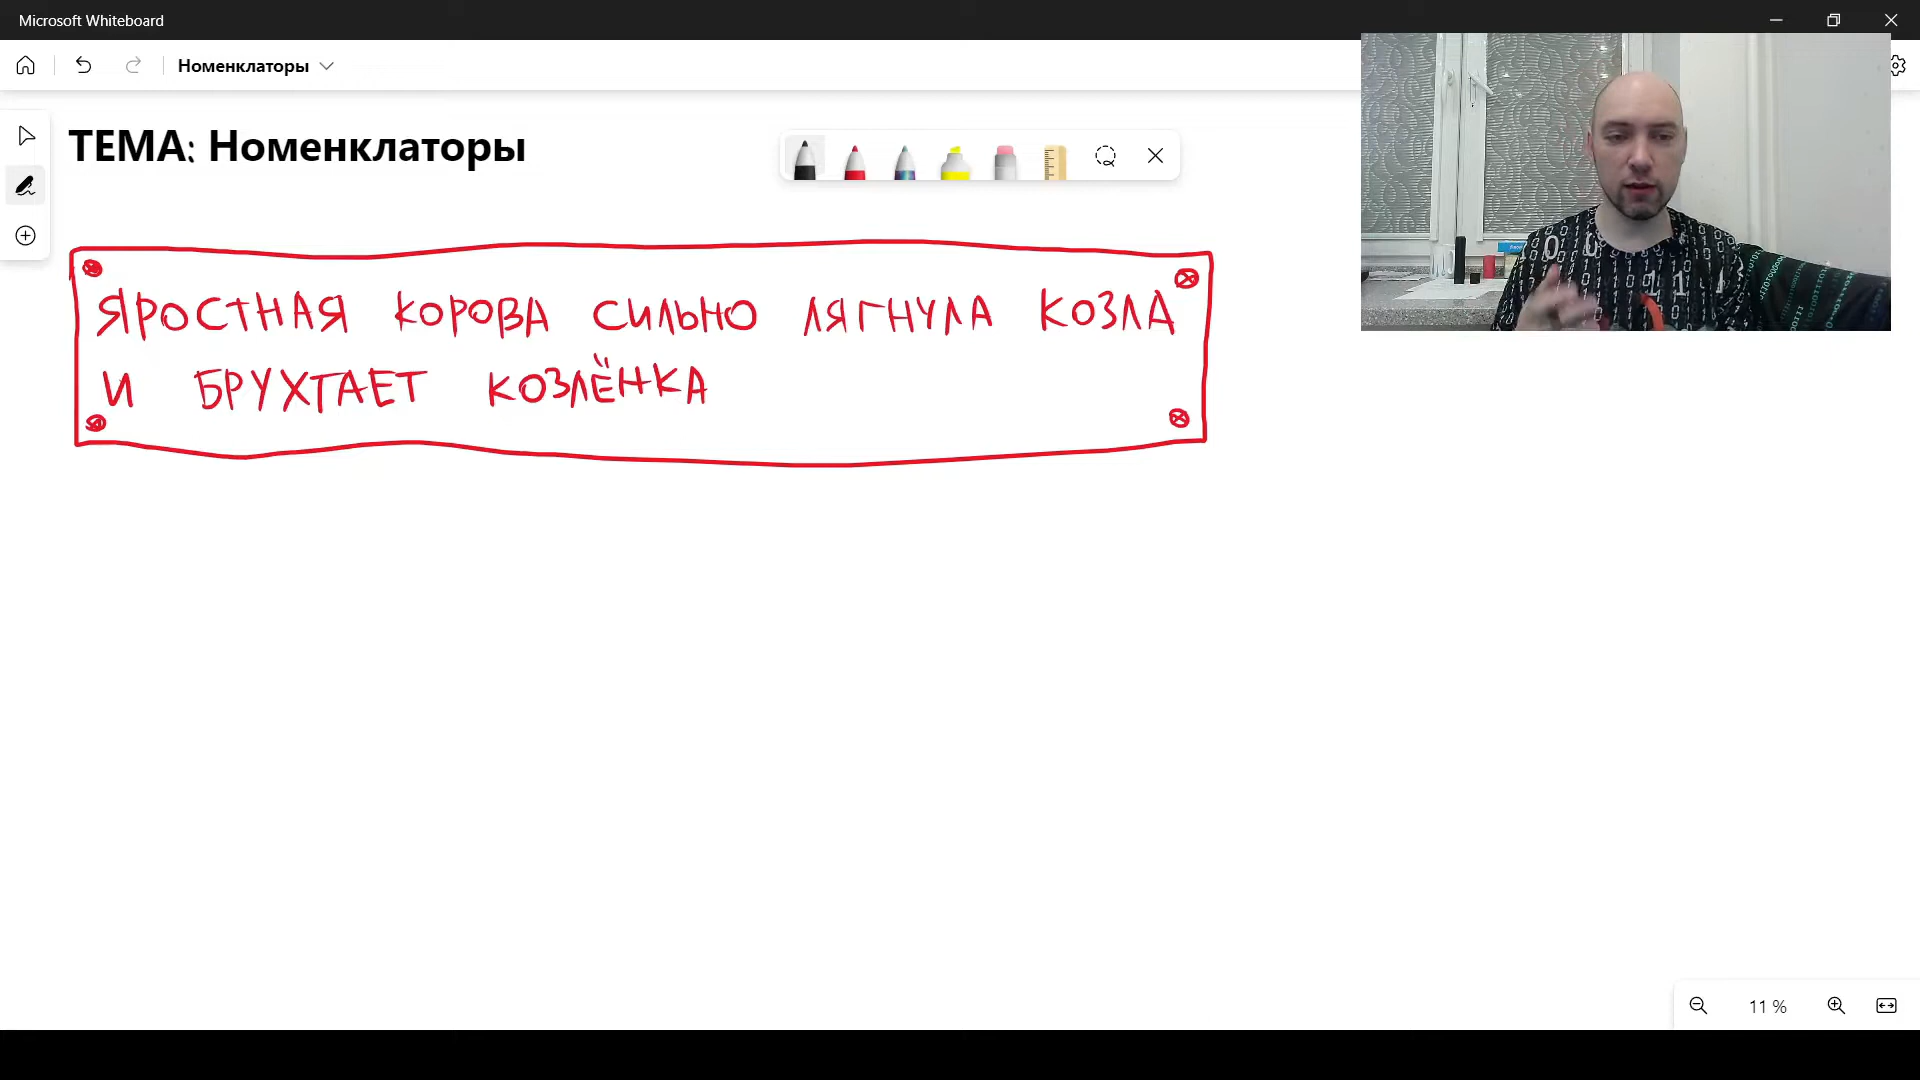 Microsoft Whiteboard
Номенклаторы
ТЕМА: Номенклаторы
ЯРОСТНАЯ КОРОВА СИЛЬНО ЛЯГНУЛА КОЗЛА
И БРУХТАЕТ КОЗЛЁНКА
11 %